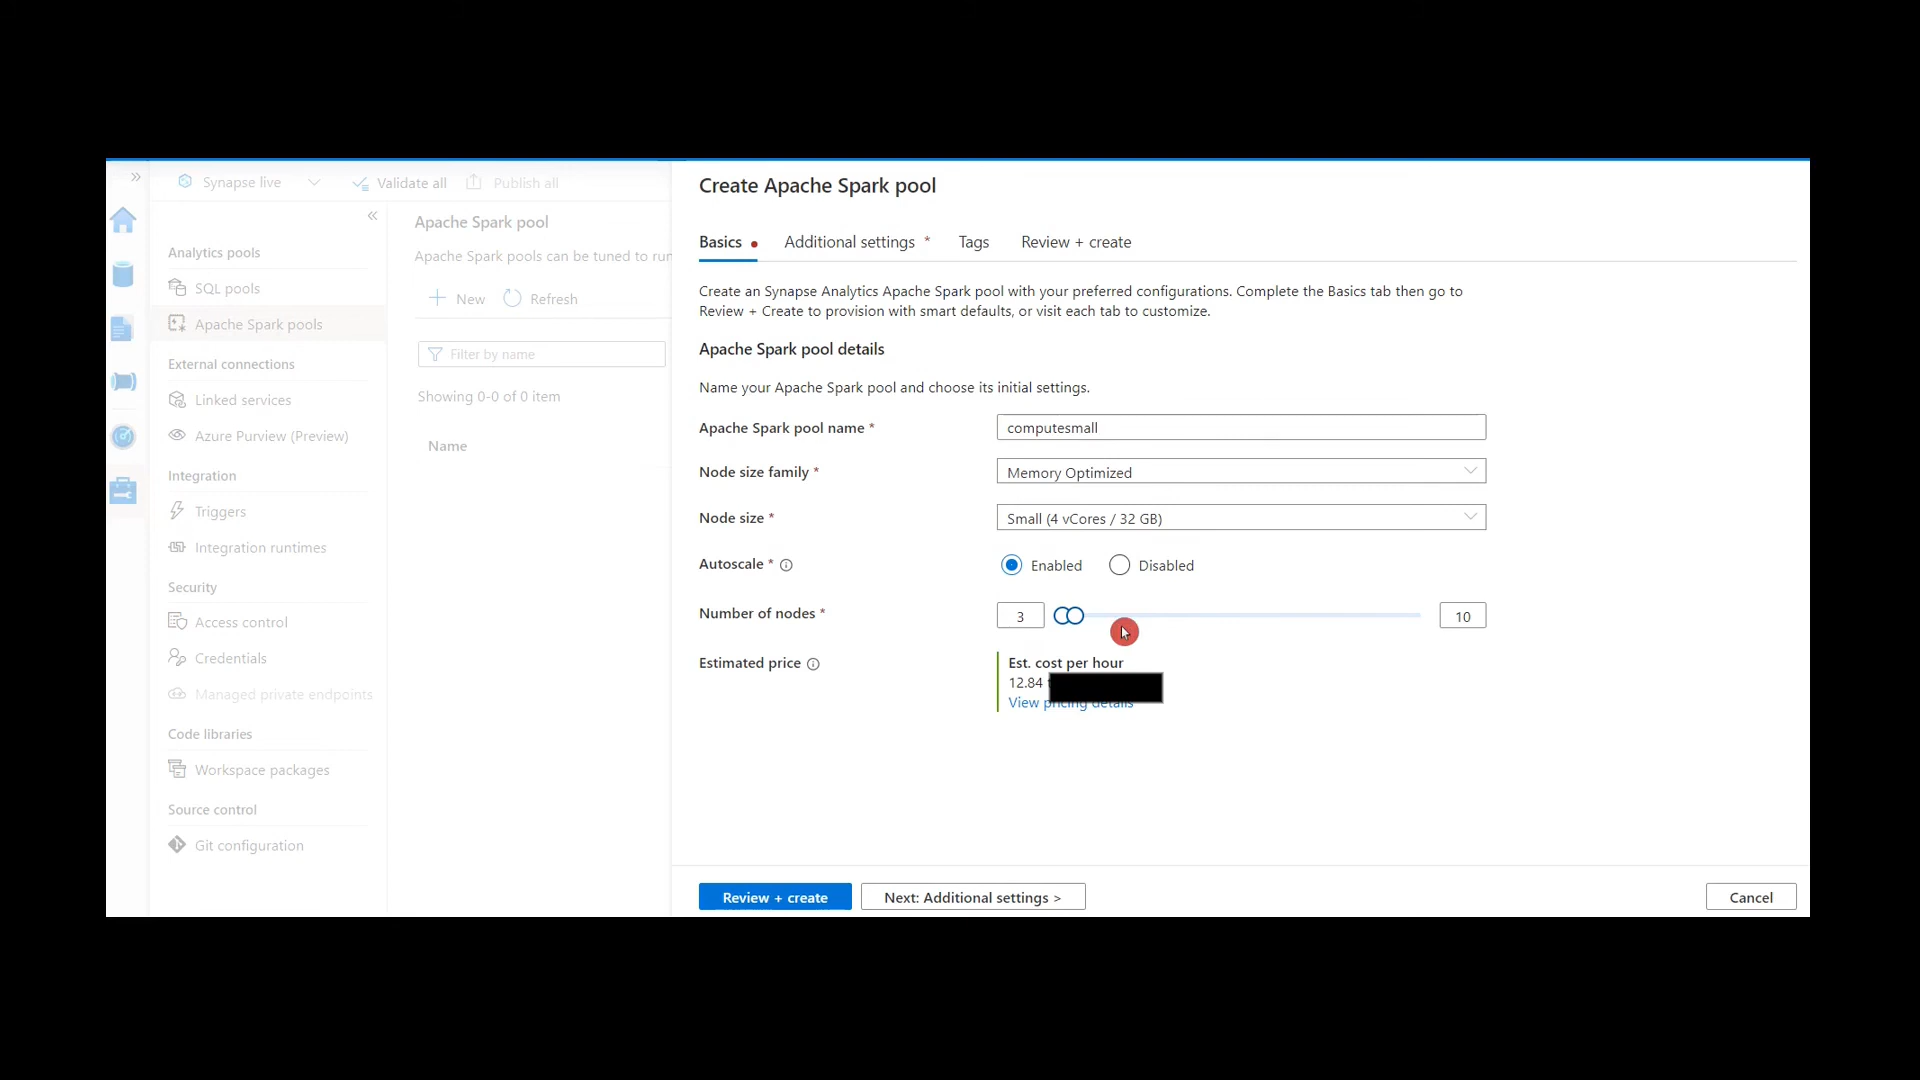 Synapse live
Validate all
Publish all
Analytics pools
SQL pools
Apache Spark pools
External connections
Linked services
Azure Purview (Preview)
Integration
Triggers
Integration runtimes
Security
Access control
Credentials
Managed private endpoints
Code libraries
Workspace packages
Source control
Git configuration
Apache Spark pool
Apache Spark pools can be tuned to run
New
Refresh
Filter by name
Showing 0-0 of 0 item
Name
Create Apache Spark pool
Basics
Additional settings *
Tags
Review + create
Create an Synapse Analytics Apache Spark pool with your preferred configurations. Complete the Basics tab then go to
Review + Create to provision with smart defaults, or visit each tab to customize.
Apache Spark pool details
Name your Apache Spark pool and choose its initial settings.
Apache Spark pool name *
computesmall
Node size family *
Memory Optimized
Node size *
Small (4 vCores / 32 GB)
Autoscale *
Enabled
Disabled
Number of nodes *
3
10
Estimated price
Est. cost per hour
12.84
View pricing details
Review + create
Next: Additional settings >
Cancel